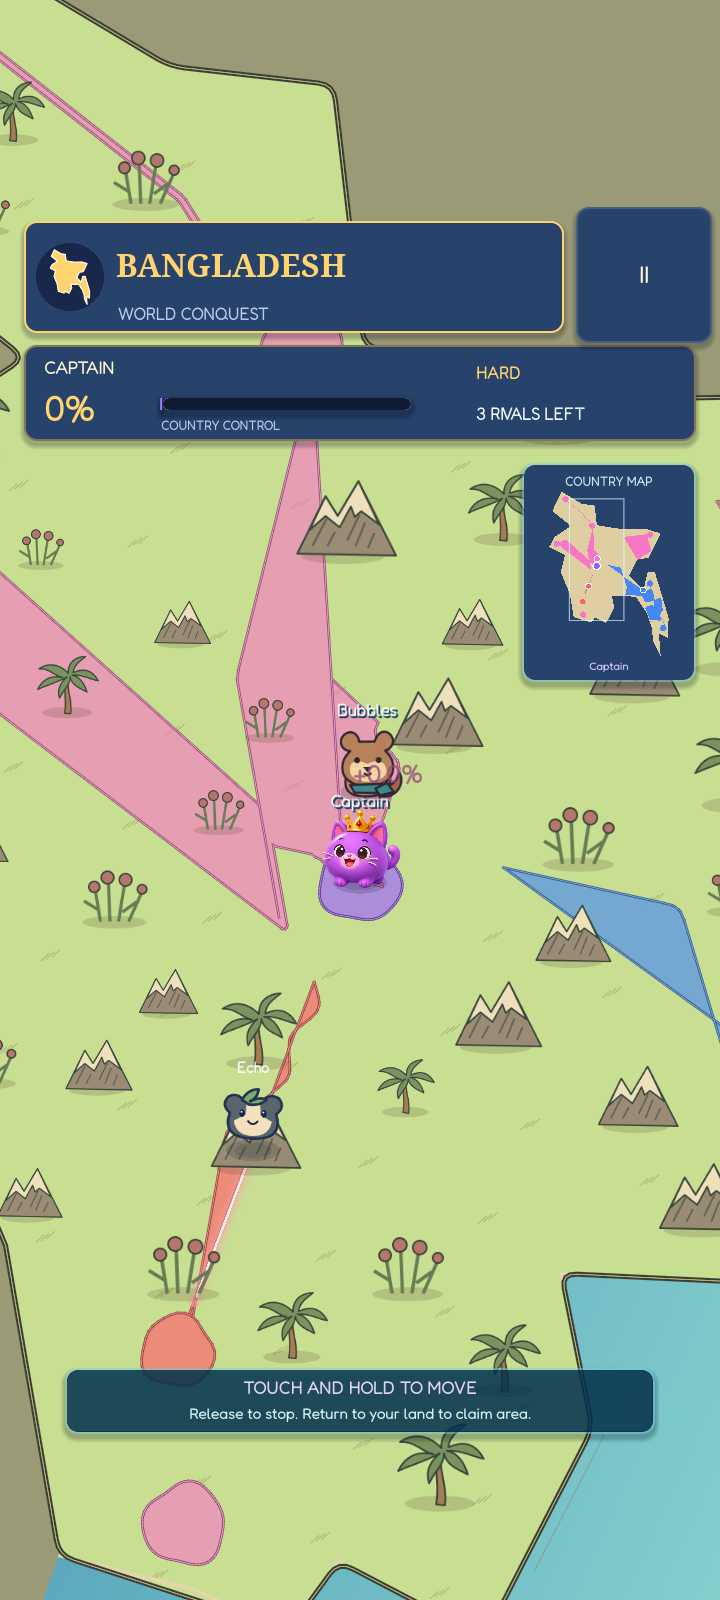 BANGLADESH
WORLD CONQUEST
CAPTAIN
0%
COUNTRY CONTROL
HARD
3 RIVALS LEFT
COUNTRY MAP
Captain
Bubbles
Captain
Echo
TOUCH AND HOLD TO MOVE
Release to stop. Return to your land to claim area.